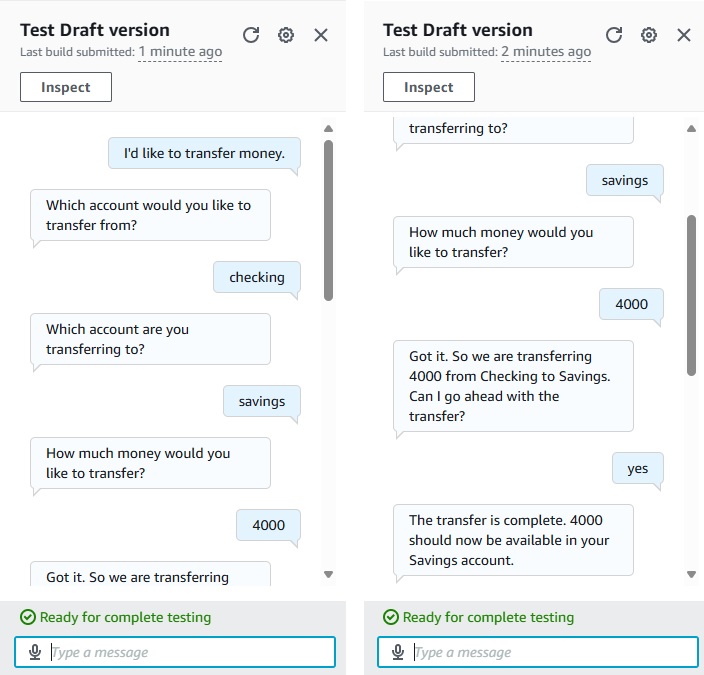 Test Draft version
Last build submitted: 1 minute ago
Inspect
I'd like to transfer money.
Which account would you like to
transfer from?
checking
Which account are you
transferring to?
savings
How much money would you
like to transfer?
4000
Got it. So we are transferring
Ready for complete testing
Type a message
Test Draft version
Last build submitted: 2 minutes ago
Inspect
transferring to?
savings
How much money would you
like to transfer?
4000
Got it. So we are transferring
4000 from Checking to Savings.
Can I go ahead with the
transfer?
yes
The transfer is complete. 4000
should now be available in your
Savings account.
Ready for complete testing
Type a message